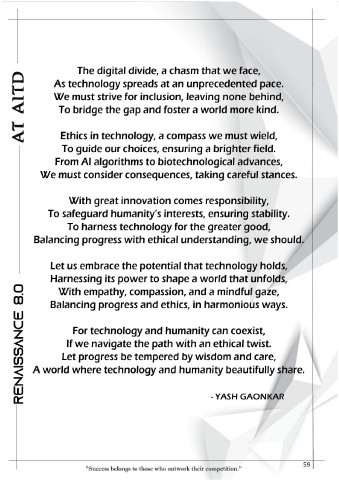 AT AITD
RENAISSANCE 8.0
The digital divide, a chasm that we face,
As technology spreads at an unprecedented pace.
We must strive for inclusion, leaving none behind,
To bridge the gap and foster a world more kind.
Ethics in technology, a compass we must wield,
To guide our choices, ensuring a brighter field.
From AI algorithms to biotechnological advances,
We must consider consequences, taking careful stances.
With great innovation comes responsibility,
To safeguard humanity's interests, ensuring stability.
To harness technology for the greater good,
Balancing progress with ethical understanding, we should.
Let us embrace the potential that technology holds,
Harnessing its power to shape a world that unfolds,
With empathy, compassion, and a mindful gaze,
Balancing progress and ethics, in harmonious ways.
For technology and humanity can coexist,
If we navigate the path with an ethical twist.
Let progress be tempered by wisdom and care,
A world where technology and humanity beautifully share.
- YASH GAONKAR
"Success belongs to those who outwork their competition."
59